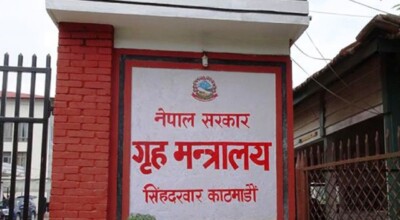 नेपाल सरकार
गृह मन्त्रालय
सिंहदरवार काठमाडौं